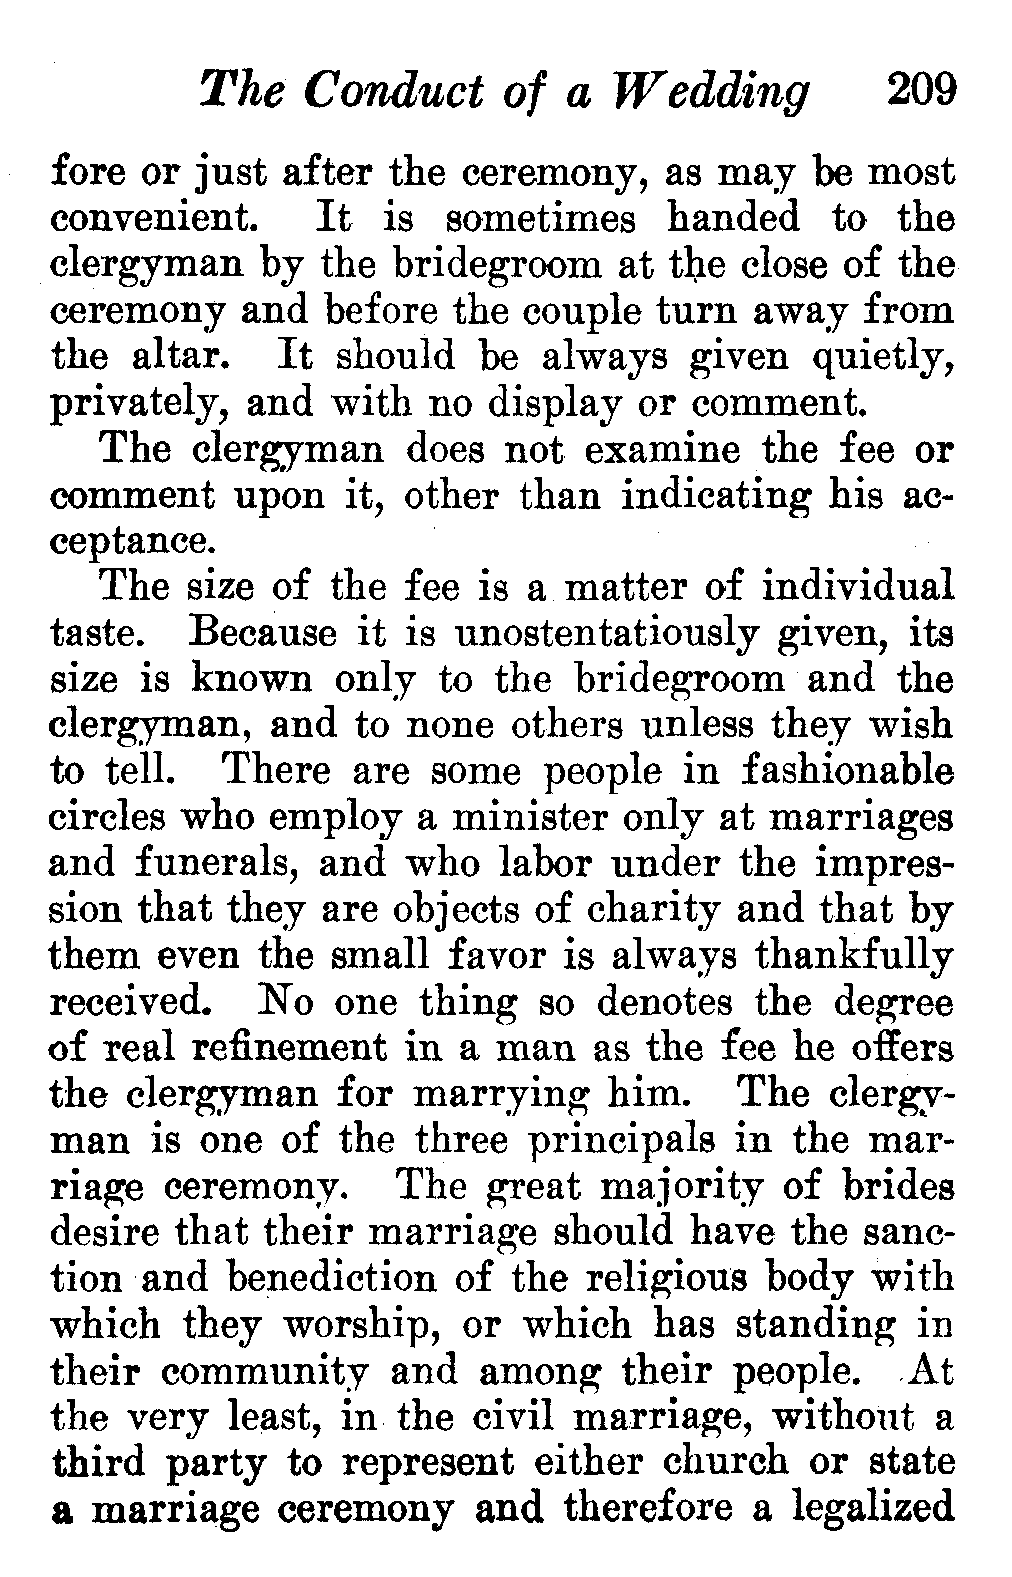 The Conduct of a Wedding 209
fore or just after the ceremony, as may be most
convenient. It is sometimes handed to the
clergyman by the bridegroom at the close of the
ceremony and before the couple turn away from
the altar. It should be always given quietly,
privately, and with no display or comment.
The clergyman does not examine the fee or
comment upon it, other than indicating his ac-
ceptance.
The size of the fee is a matter of individual
taste. Because it is unostentatiously given, its
size is known only to the bridegroom and the
clergyman, and to none others unless they wish
to tell. There are some people in fashionable
circles who employ a minister only at marriages
and funerals, and who labor under the impres-
sion that they are objects of charity and that by
them even the small favor is always thankfully
received. No one thing so denotes the degree
of real refinement in a man as the fee he offers
the clergyman for marrying him. The clergy-
man is one of the three principals in the mar-
riage ceremony. The great majority of brides
desire that their marriage should have the sanc-
tion and benediction of the religious body with
which they worship, or which has standing in
their community and among their people. At
the very least, in the civil marriage, without a
third party to represent either church or state
a marriage ceremony and therefore a legalized